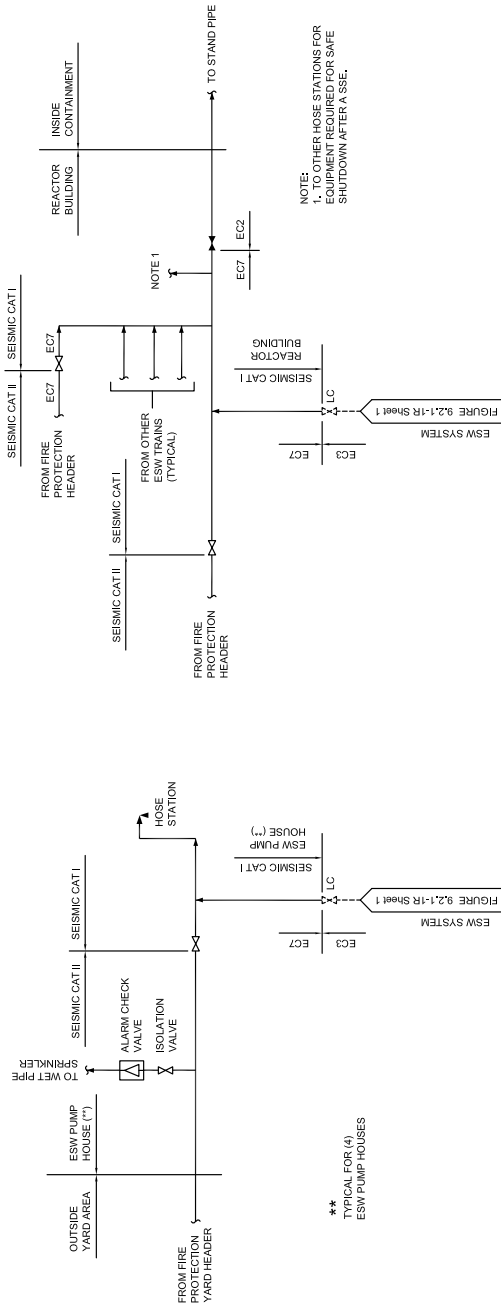 OUTSIDE
YARD AREA
ESW PUMP
HOUSE (**)
SEISMIC CAT II
SEISMIC CAT I
TO WET PIPE
SPRINKLER
ALARM CHECK
VALVE
ISOLATION
VALVE
HOSE
STATION
FROM FIRE
PROTECTION
YARD HEADER
SEISMIC CAT I
ESW PUMP
HOUSE (**)
LC
EC7
EC3
FIGURE 9.2.1-1R Sheet 1
ESW SYSTEM
**
TYPICAL FOR (4)
ESW PUMP HOUSES
SEISMIC CAT II
SEISMIC CAT I
EC7
EC7
FROM FIRE
PROTECTION
HEADER
FROM OTHER
ESW TRAINS
(TYPICAL)
SEISMIC CAT II
SEISMIC CAT I
FROM FIRE
PROTECTION
HEADER
NOTE 1
REACTOR
BUILDING
INSIDE
CONTAINMENT
TO STAND PIPE
EC7
EC2
SEISMIC CAT I
REACTOR
BUILDING
LC
EC7
EC3
FIGURE 9.2.1-1R Sheet 1
ESW SYSTEM
NOTE:
1. TO OTHER HOSE STATIONS FOR
EQUIPMENT REQUIRED FOR SAFE
SHUTDOWN AFTER A SSE.